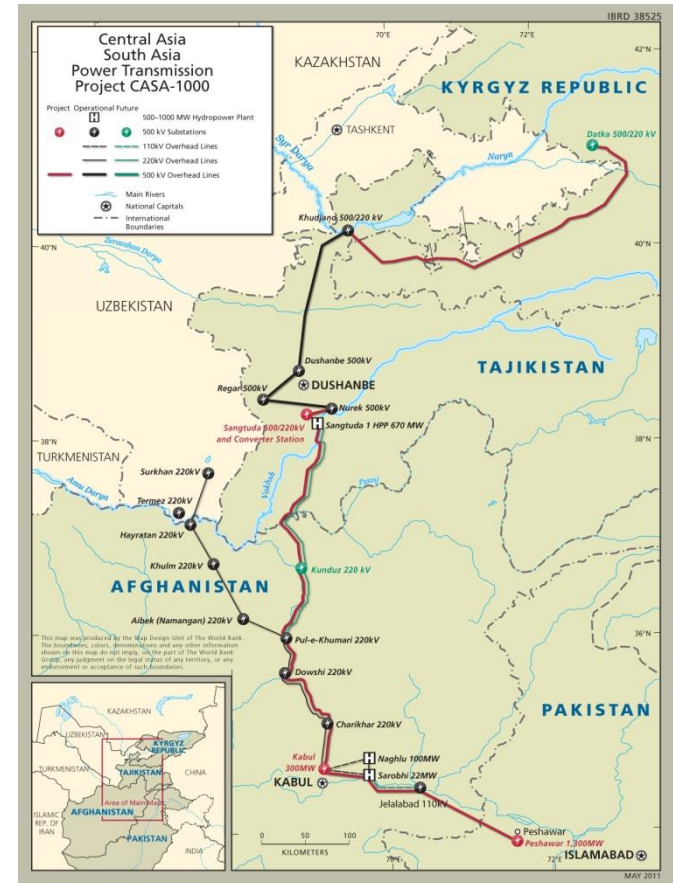 IBRD 38525
Central Asia
South Asia
Power Transmission
Project CASA-1000
Project Operational Future
H 500–1000 MW Hydropower Plant
500 kV Substations
110kV Overhead Lines
220kV Overhead Lines
500 kV Overhead Lines
Main Rivers
National Capitals
International
Boundaries
70°E
72°E
42°N
KAZAKHSTAN
KYRGYZ REPUBLIC
TASHKENT
Syr Darya
Naryn
Datka 500/220 kV
Khudjand 500/220 kV
40°N
40°N
Zeravshan Darya
UZBEKISTAN
Dushanbe 500kV
TAJIKISTAN
DUSHANBE
Regar 500kV
Nurek 500kV
Sangtuda 500/220kV
and Converter Station
H
Sangtuda 1 HPP 670 MW
38°N
38°N
TURKMENISTAN
Surkhan 220kV
Vakhsh
Pyanj
Amu Darya
Termez 220kV
Hayratan 220kV
Khulm 220kV
Kunduz 220 kV
AFGHANISTAN
Aibek (Namangan) 220kV
Pul-e-Khumari 220kV
36°N
This map was produced by the Map Design Unit of The World Bank.
The boundaries, colors, denominations and any other information
shown on this map do not imply, on the part of The World Bank
Group, any judgment on the legal status of any territory, or any
endorsement or acceptance of such boundaries.
Dowshi 220kV
PAKISTAN
Charikhar 220kV
Kabul
300MW
H
Naghlu 100MW
H
Sarobhi 22MW
KABUL
Jelalabad 110kV
Peshawar
Peshawar 1,300MW
ISLAMABAD
0 50 100
KILOMETERS
72°E
MAY 2011
KAZAKHSTAN
UZBEKISTAN
KYRGYZ
REPUBLIC
TURKMENISTAN
TAJIKISTAN
CHINA
Area of Main Map
AFGHANISTAN
ISLAMIC
REP. OF
IRAN
PAKISTAN